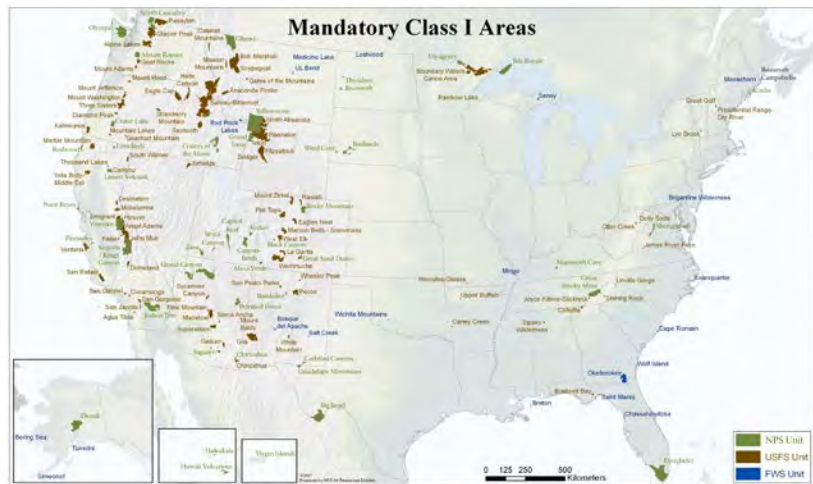 Mandatory Class I Areas
North Cascades
Pasayten
Olympic
Glacier Peak
Alpine Lakes
Cabinet
Mountains
Glacier
Mount Rainier
Goat Rocks
Mission
Mountains
Bob Marshall
Scapegoat
Medicine Lake
UL Bend
Lostwood
Voyageurs
Isle Royale
Boundary Waters
Canoe Area
Moosehorn
Roosevelt
Campobello
Acadia
Mount Adams
Mount Hood
Hells
Canyon
Gates of the Mountains
Anaconda Pintler
Theodore
Roosevelt
Mount Jefferson
Mount Washington
Three Sisters
Eagle Cap
Selway-Bitterroot
Rainbow Lake
Seney
Great Gulf
Presidential Range-
Dry River
Diamond Peak
Strawberry
Mountain
Red Rock
Lakes
Yellowstone
North Absaroka
Kalmiopsis
Crater Lake
Mountain Lakes
Gearhart Mountain
Sawtooth
Washakie
Teton
Badlands
Lye Brook
Marble Mountain
Redwood
Lava Beds
Craters of
the Moon
Fitzpatrick
Bridger
Wind Cave
Thousand Lakes
South Warner
Jarbidge
Yolla Bolly-
Middle Eel
Caribou
Lassen Volcanic
Mount Zirkel
Rawah
Rocky Mountain
Brigantine Wilderness
Point Reyes
Desolation
Mokelumne
Flat Tops
Eagles Nest
Maroon Bells - Snowmass
West Elk
Dolly Sods
Otter Creek
Shenandoah
Emigrant
Yosemite
Hoover
Ansel Adams
Capitol
Reef
Arches
Bryce
Canyon
Zion
Canyon-
lands
Black Canyon
La Garita
Great Sand Dunes
James River Face
Pinnacles
Kaiser
John Muir
Ventana
Sequoia
Kings
Canyon
Mesa Verde
Weminuche
Mingo
Mammoth Cave
Domeland
Grand Canyon
Wheeler Peak
Hercules-Glades
Great
Smoky Mtns
Linville Gorge
Swanquarter
San Rafael
San Pedro Parks
Upper Buffalo
Joyce-Kilmer-Slickrock
Shining Rock
San Gabriel
Cucamonga
San Gorgonio
Sycamore
Canyon
Bandelier
Pecos
Cohutta
San Jacinto
Agua Tibia
Joshua Tree
Pine Mountain
Mazatzal
Petrified Forest
Wichita Mountains
Caney Creek
Sipsey
Wilderness
Sierra Ancha
Mount
Baldy
Bosque
del Apache
Salt Creek
Cape Romain
Superstition
Galiuro
Gila
White
Mountain
Wolf Island
Saguaro
Chiricahua
Chiricahua
Carlsbad Caverns
Guadalupe Mountains
Okefenokee
Bradwell Bay
Saint Marks
Breton
Chassahowitzka
Big Bend
Everglades
Denali
Bering Sea
Tuxedni
Simeonof
Haleakala
Hawaii Volcanoes
Virgin Islands
0 125 250 500
Kilometers
NPS Unit
USFS Unit
FWS Unit